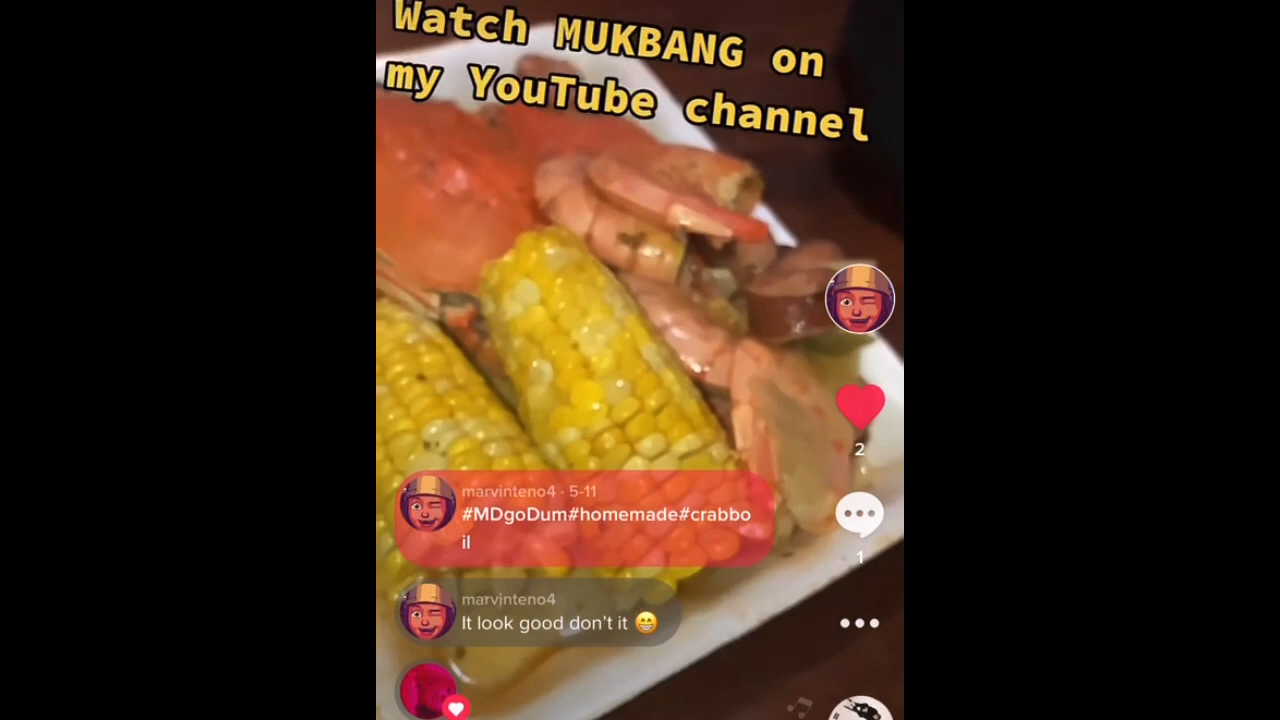 Watch MUKBANG on
my YouTube channel
2
marvinteno4 · 5-11
#MDgoDum#homemade#crabbo
il
1
marvinteno4
It look good don't it 😁